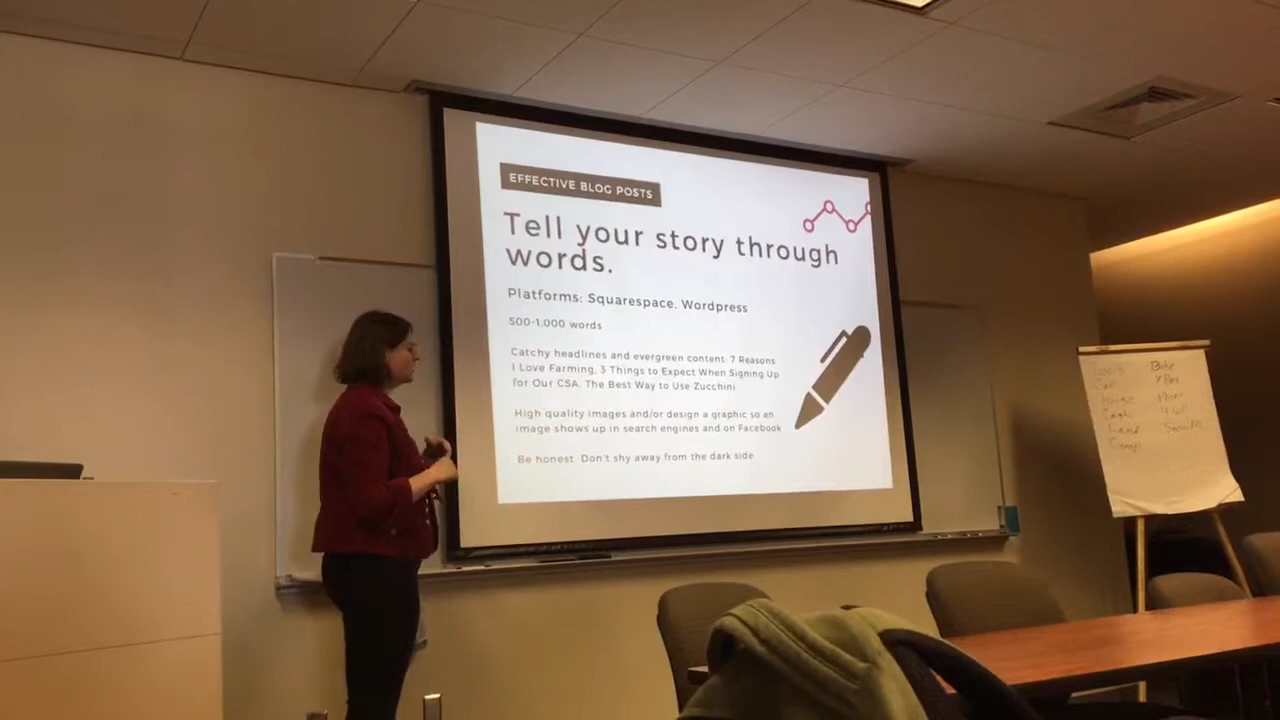 EFFECTIVE BLOG POSTS
Tell your story through
words.
Platforms: Squarespace, Wordpress
500-1,000 words
Catchy headlines and evergreen content: 7 Reasons
I Love Farming, 3 Things to Expect When Signing Up
for Our CSA, The Best Way to Use Zucchini
High quality images and/or design a graphic so an
image shows up in search engines and on Facebook
Be honest. Don't shy away from the dark side.
Car
House
Cash
Land